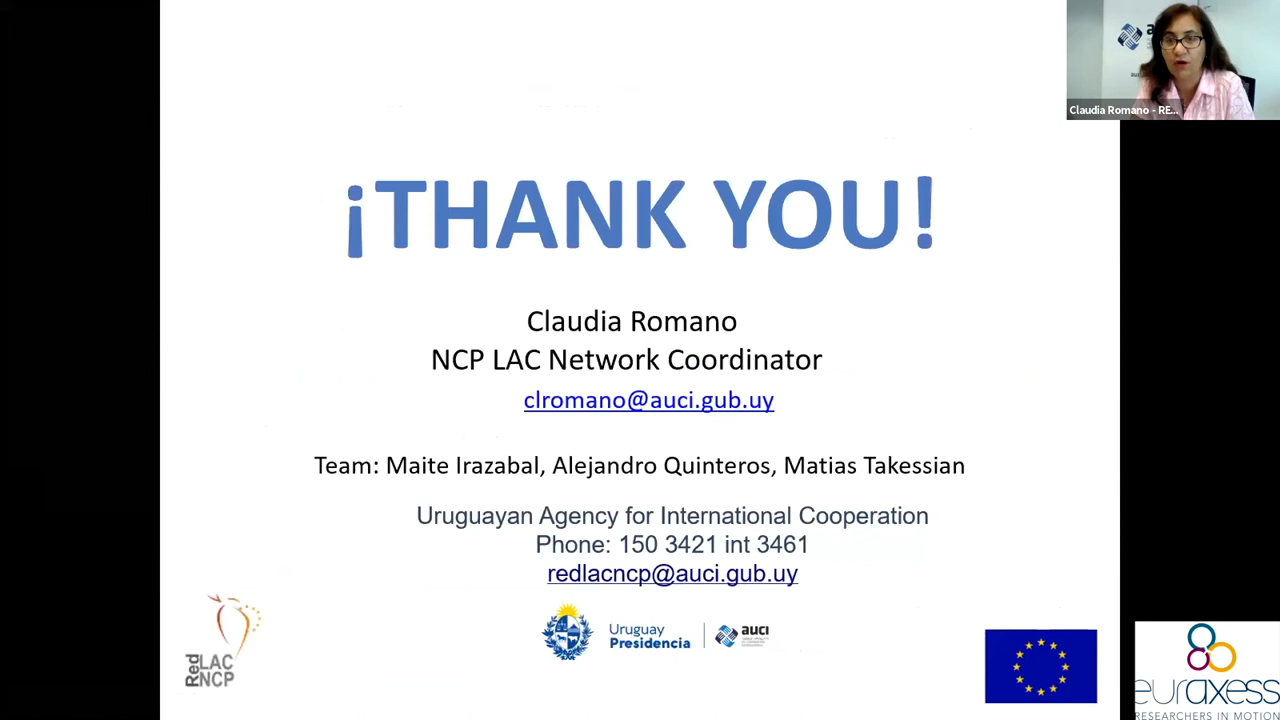 Claudia Romano - RE...
¡THANK YOU!
Claudia Romano
NCP LAC Network Coordinator
clromano@auci.gub.uy
Team: Maite Irazabal, Alejandro Quinteros, Matias Takessian
Uruguayan Agency for International Cooperation
Phone: 150 3421 int 3461
redlacncp@auci.gub.uy
Red LAC NCP
Uruguay
Presidencia
auci
euraxess
RESEARCHERS IN MOTION